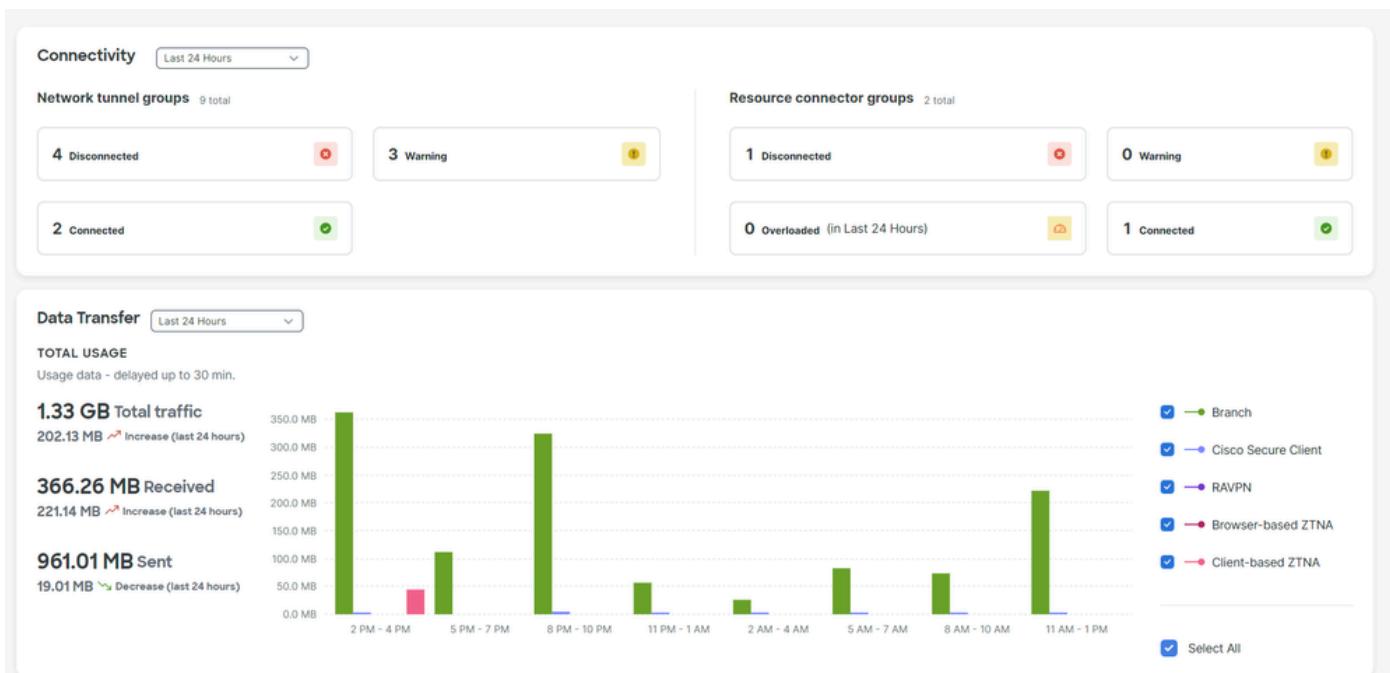 Connectivity Last 24 Hours
Network tunnel groups 9 total
4 Disconnected
3 Warning
2 Connected
Resource connector groups 2 total
1 Disconnected
0 Warning
0 Overloaded (in Last 24 Hours)
1 Connected
Data Transfer Last 24 Hours
TOTAL USAGE
Usage data - delayed up to 30 min.
1.33 GB Total traffic
202.13 MB Increase (last 24 hours)
366.26 MB Received
221.14 MB Increase (last 24 hours)
961.01 MB Sent
19.01 MB Decrease (last 24 hours)
350.0 MB
300.0 MB
250.0 MB
200.0 MB
150.0 MB
100.0 MB
50.0 MB
0.0 MB
2 PM - 4 PM 5 PM - 7 PM 8 PM - 10 PM 11 PM - 1 AM 2 AM - 4 AM 5 AM - 7 AM 8 AM - 10 AM 11 AM - 1 PM
Branch
Cisco Secure Client
RAVPN
Browser-based ZTNA
Client-based ZTNA
Select All